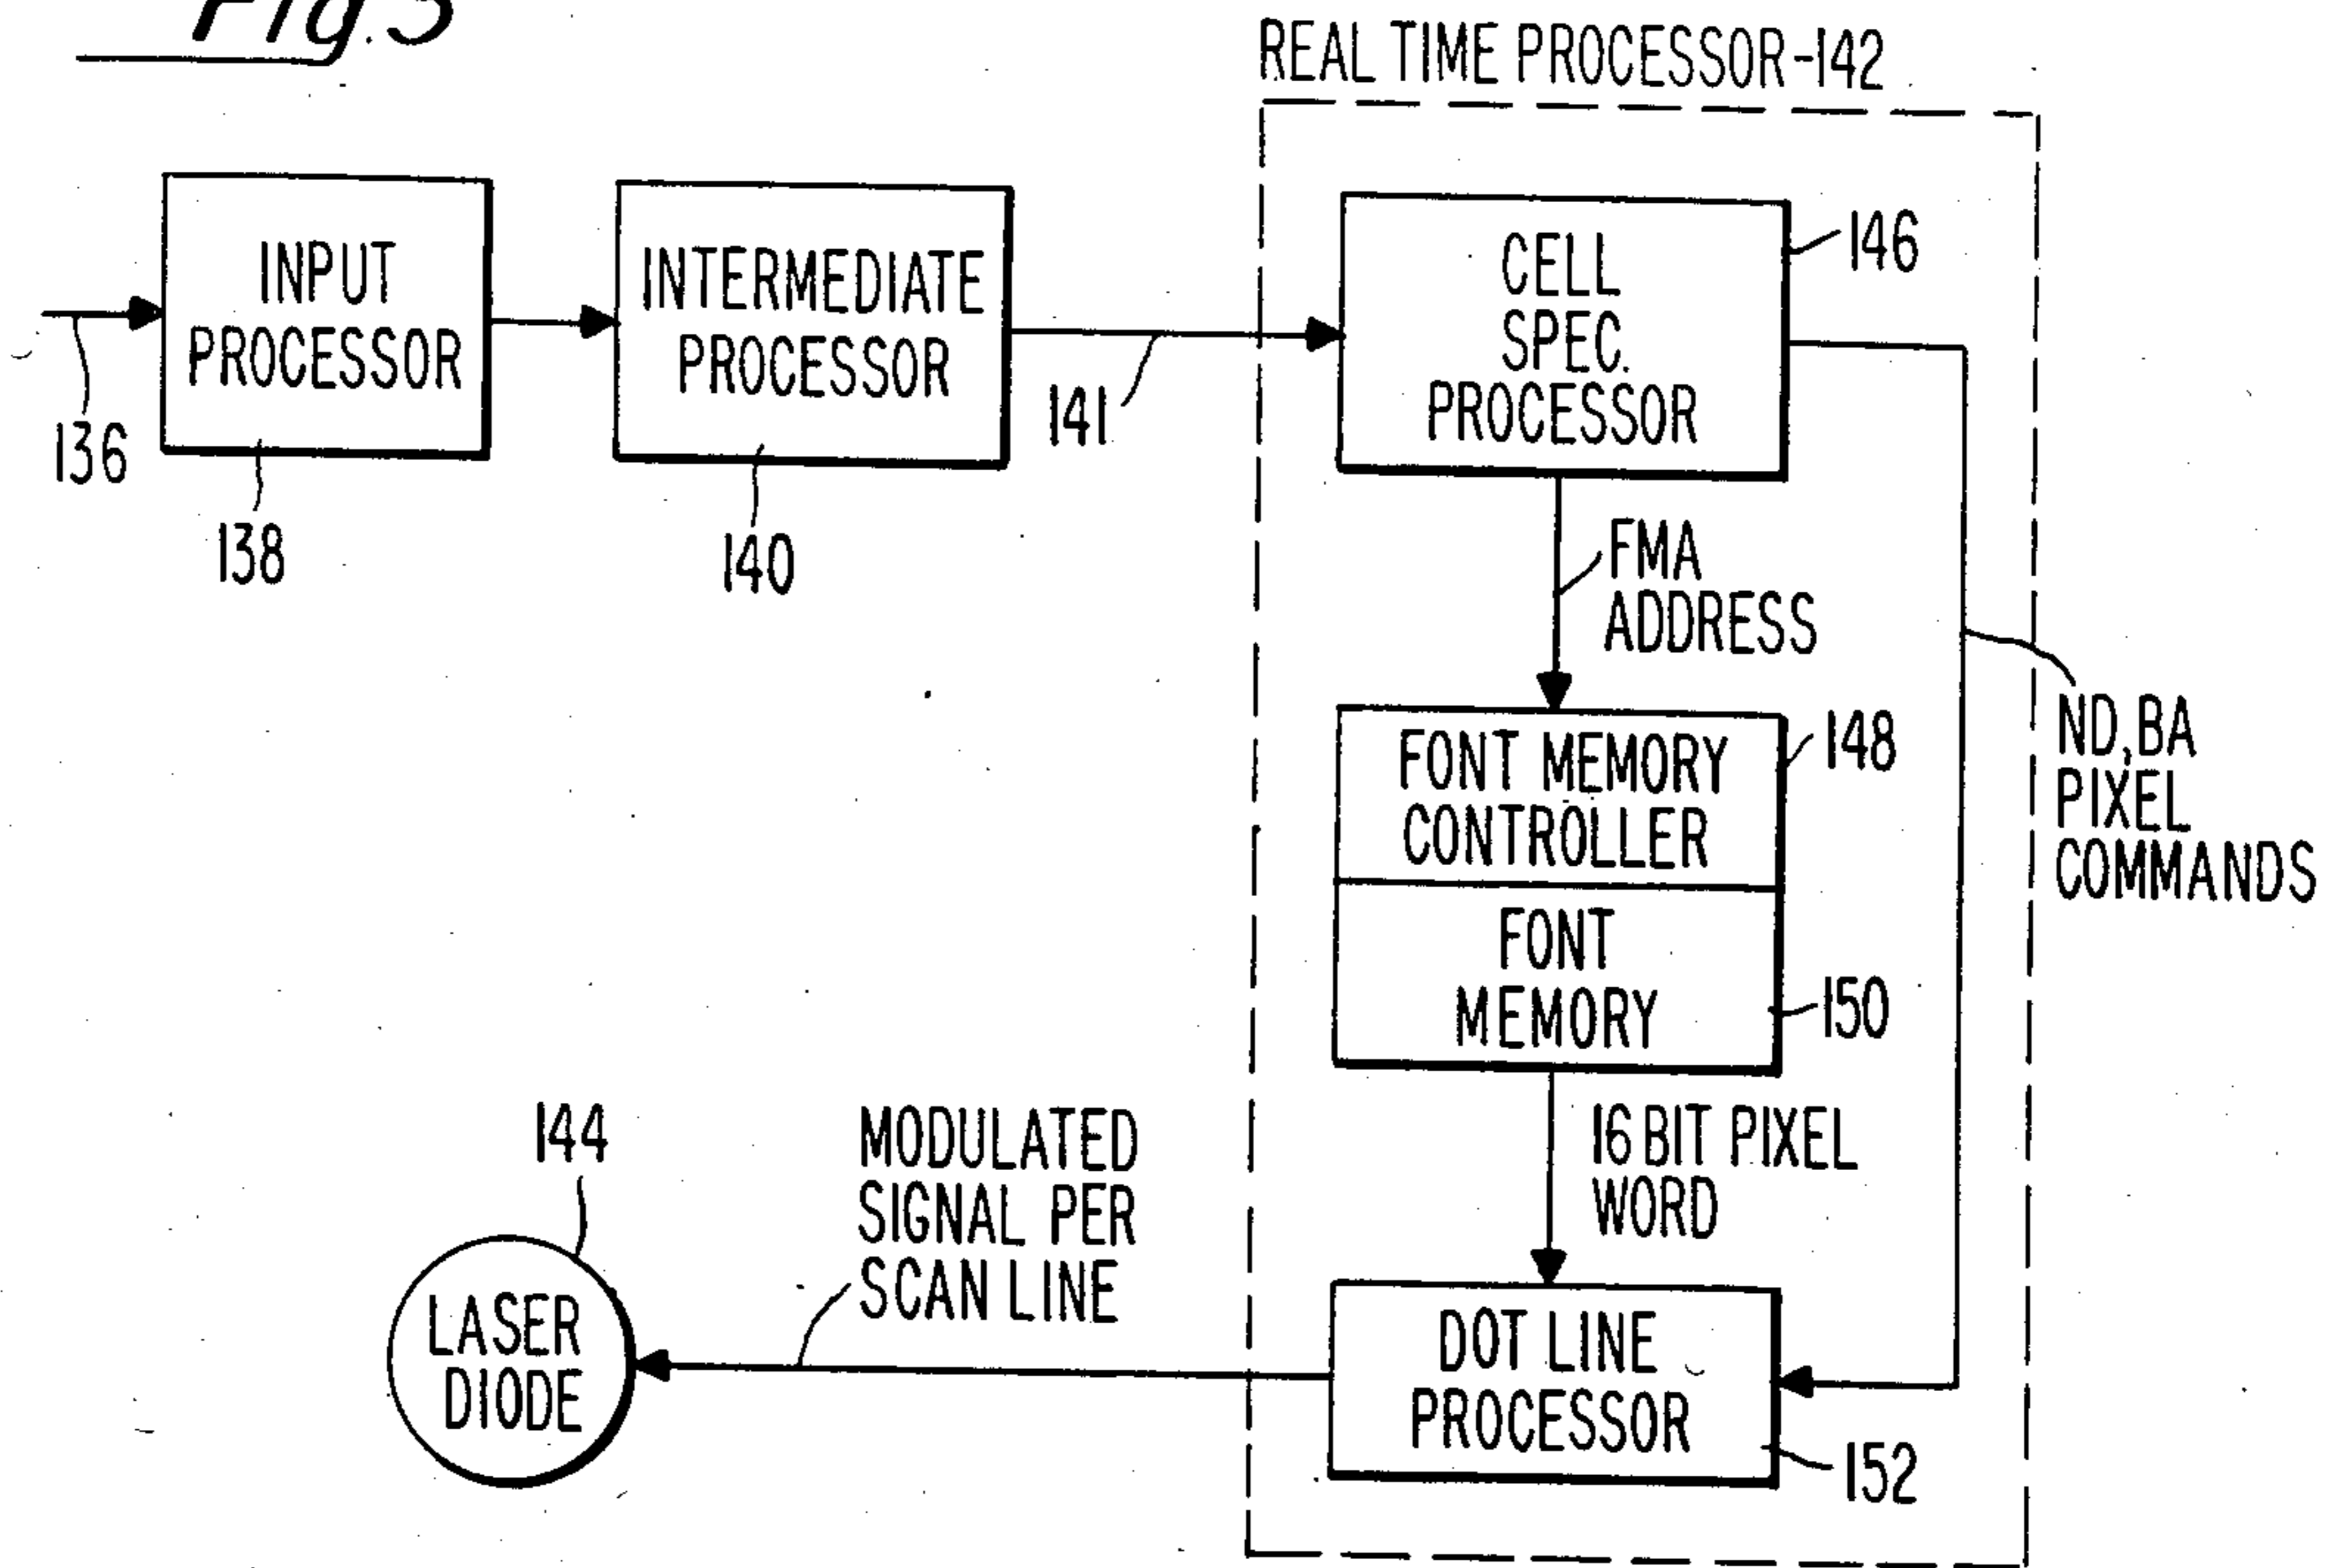 Fig. 3
REAL TIME PROCESSOR-142
INPUT
PROCESSOR
136
138
INTERMEDIATE
PROCESSOR
140
141
CELL
SPEC.
PROCESSOR
146
FMA
ADDRESS
FONT MEMORY
CONTROLLER
148
FONT
MEMORY
150
ND,BA
PIXEL
COMMANDS
16 BIT PIXEL
WORD
DOT LINE
PROCESSOR
152
MODULATED
SIGNAL PER
SCAN LINE
144
LASER
DIODE